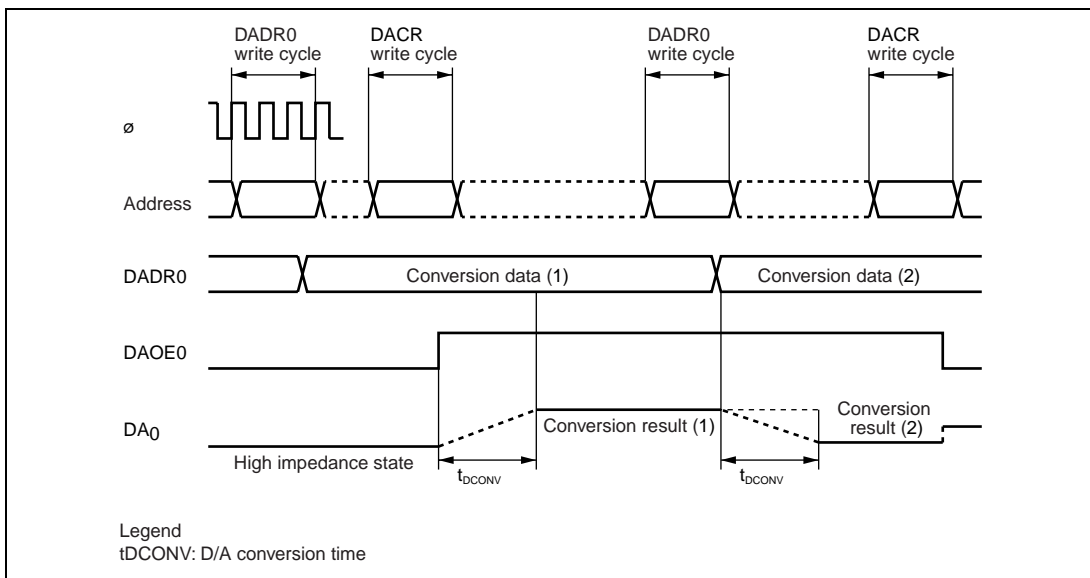 DADR0
write cycle
DACR
write cycle
DADR0
write cycle
DACR
write cycle
ø
Address
DADR0
Conversion data (1)
Conversion data (2)
DAOE0
DA0
Conversion result (1)
Conversion
result (2)
High impedance state
tDCONV
tDCONV
Legend
tDCONV: D/A conversion time